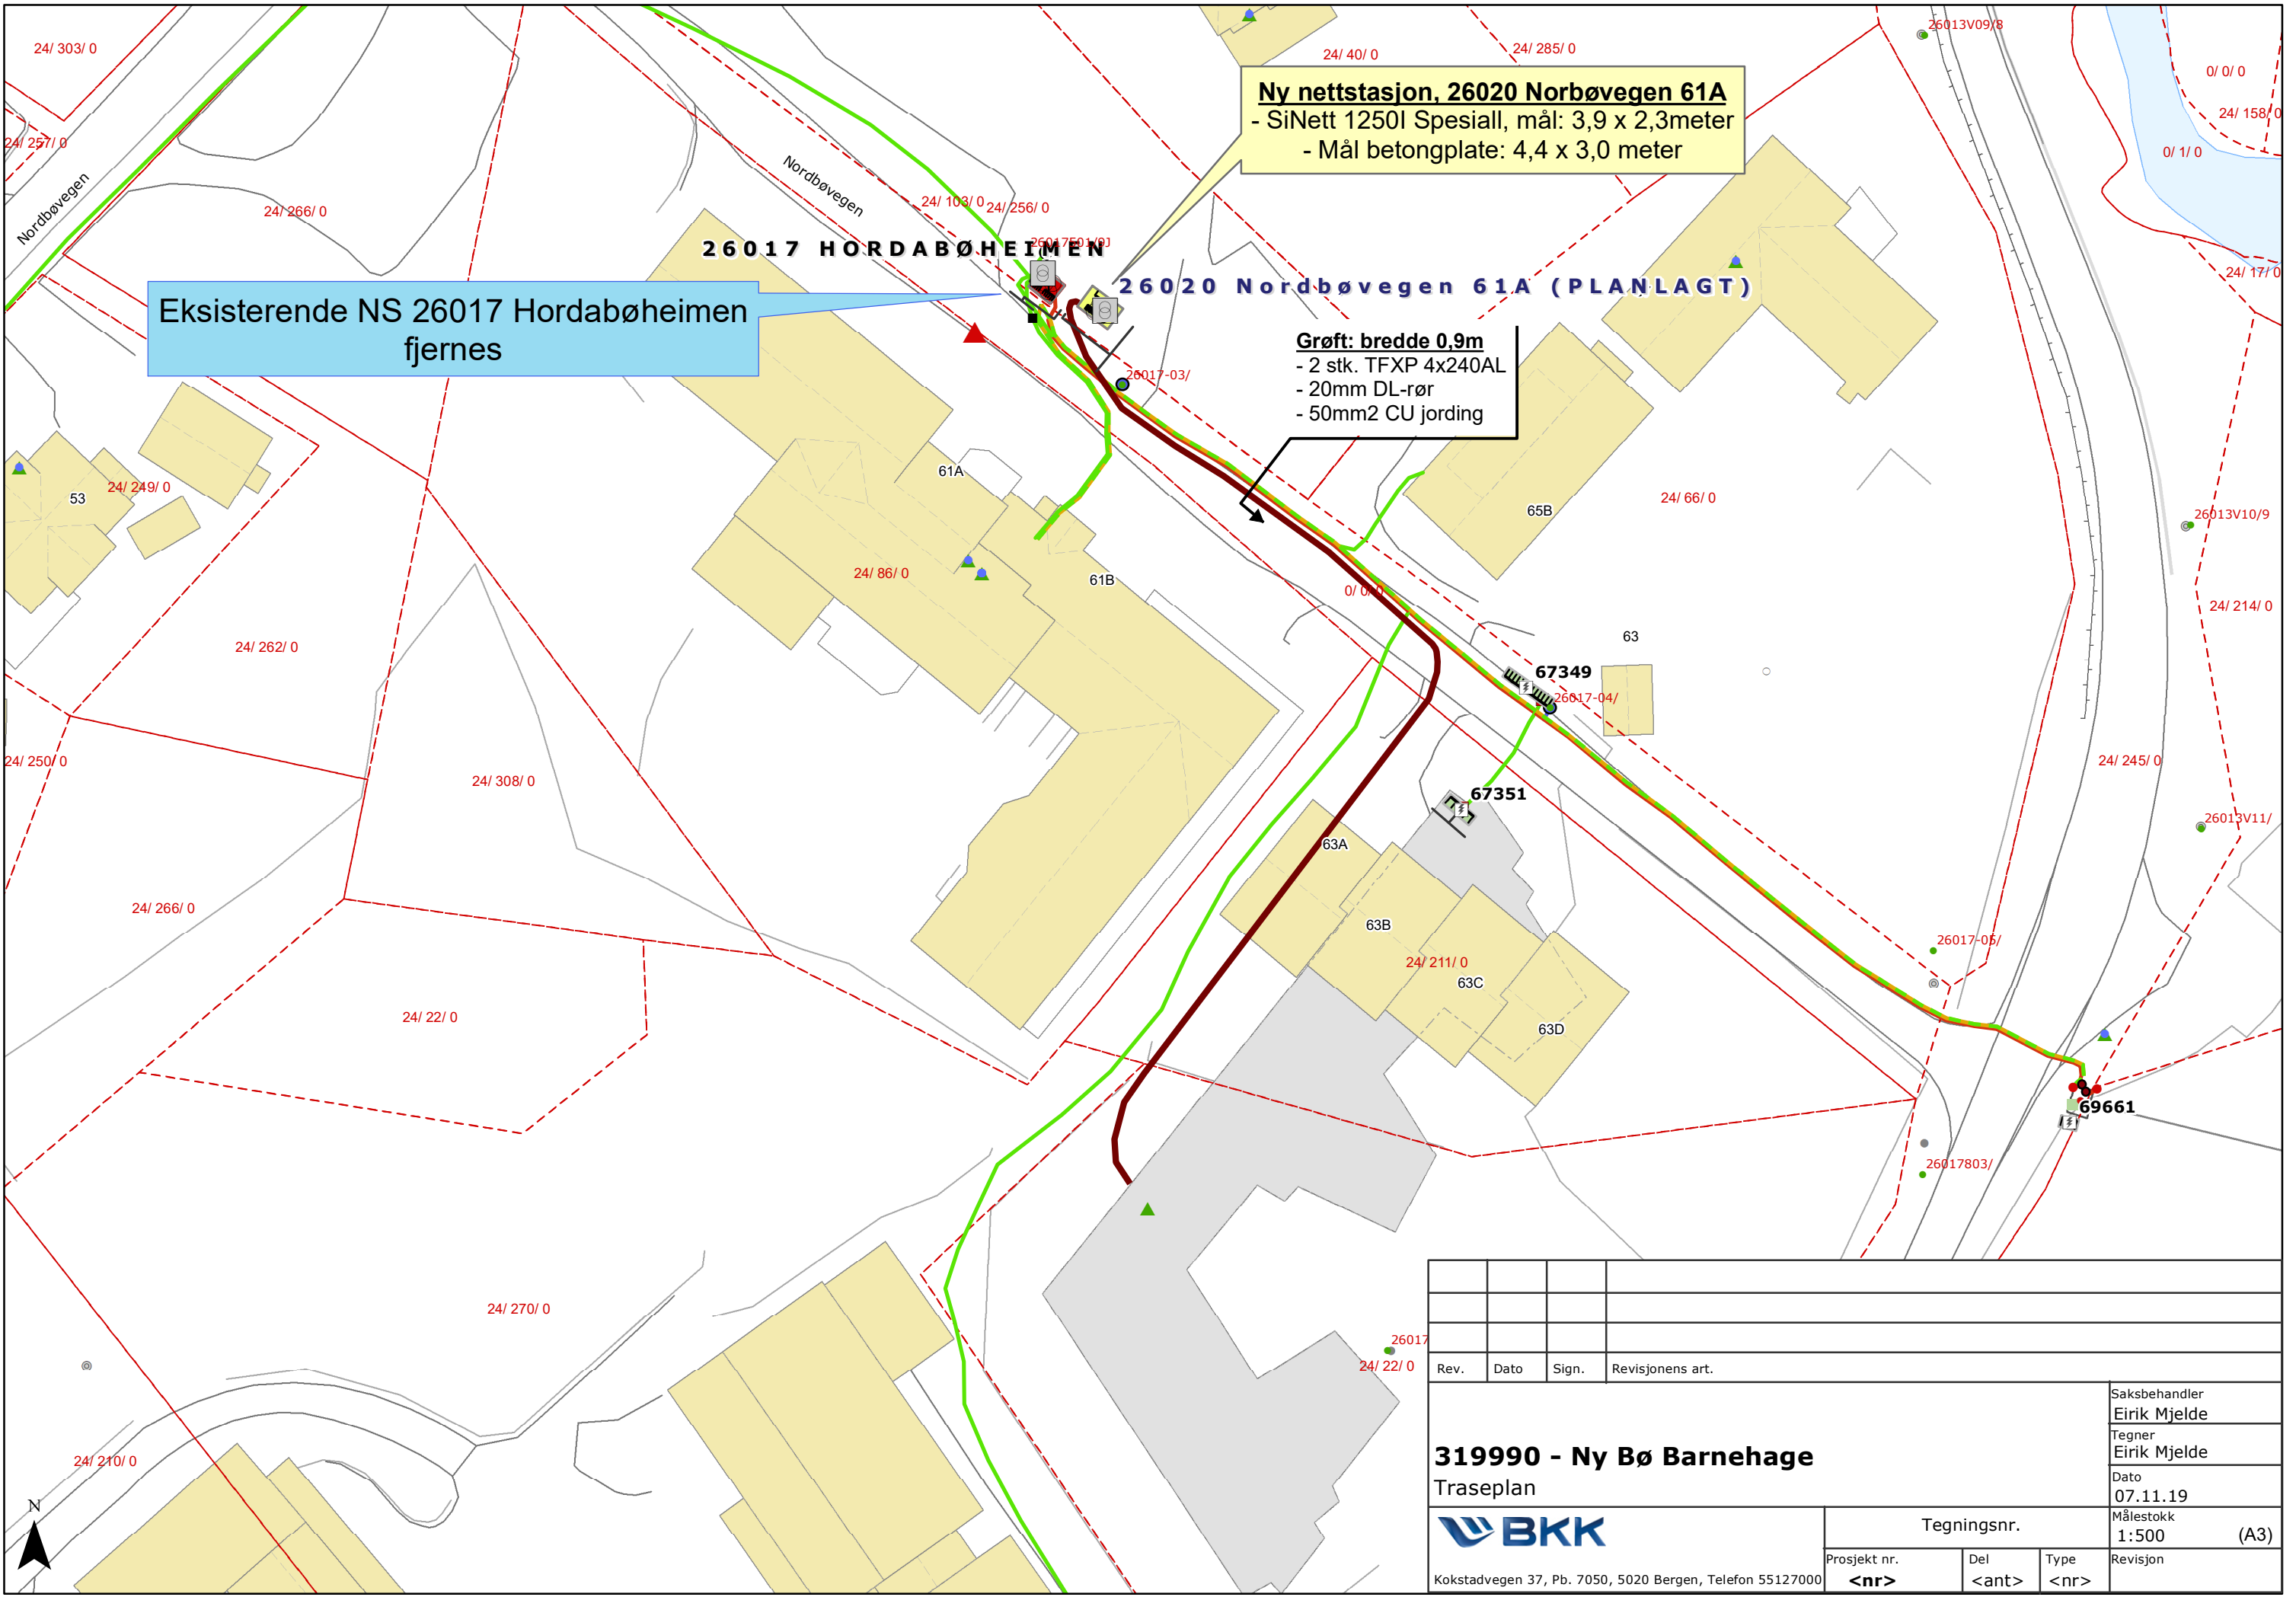 24/ 303/ 0
24/ 257/ 0
Nordbøvegen
24/ 266/ 0
Nordbøvegen
24/ 103/ 0
24/ 256/ 0
24/ 40/ 0
24/ 285/ 0
26013V09/8
0/ 0/ 0
24/ 158/ 0
0/ 1/ 0
24/ 17/ 0
Ny nettstasjon, 26020 Norbøvegen 61A
- SiNett 1250I Spesiall, mål: 3,9 x 2,3meter
- Mål betongplate: 4,4 x 3,0 meter
26017 HORDABØHEIMEN
26020 Nordbøvegen 61A (PLANLAGT)
Eksisterende NS 26017 Hordabøheimen
fjernes
Grøft: bredde 0,9m
- 2 stk. TFXP 4x240AL
- 20mm DL-rør
- 50mm2 CU jording
26017-03/
53
24/ 249/ 0
61A
24/ 86/ 0
61B
65B
24/ 66/ 0
26013V10/9
24/ 214/ 0
0/ 0/ 0
63
67349
26017-04/
24/ 262/ 0
24/ 250/ 0
24/ 308/ 0
24/ 245/ 0
67351
26013V11/
63A
63B
24/ 211/ 0
63C
63D
24/ 266/ 0
24/ 22/ 0
26017-05/
69661
26017803/
24/ 270/ 0
26017
24/ 22/ 0
24/ 210/ 0
N
Rev.
Dato
Sign.
Revisjonens art.
319990 - Ny Bø Barnehage
Traseplan
Saksbehandler
Eirik Mjelde
Tegner
Eirik Mjelde
Dato
07.11.19
Målestokk
1:500 (A3)
BKK
Kokstadvegen 37, Pb. 7050, 5020 Bergen, Telefon 55127000
Tegningsnr.
Prosjekt nr.
<nr>
Del
<ant>
Type
<nr>
Revisjon